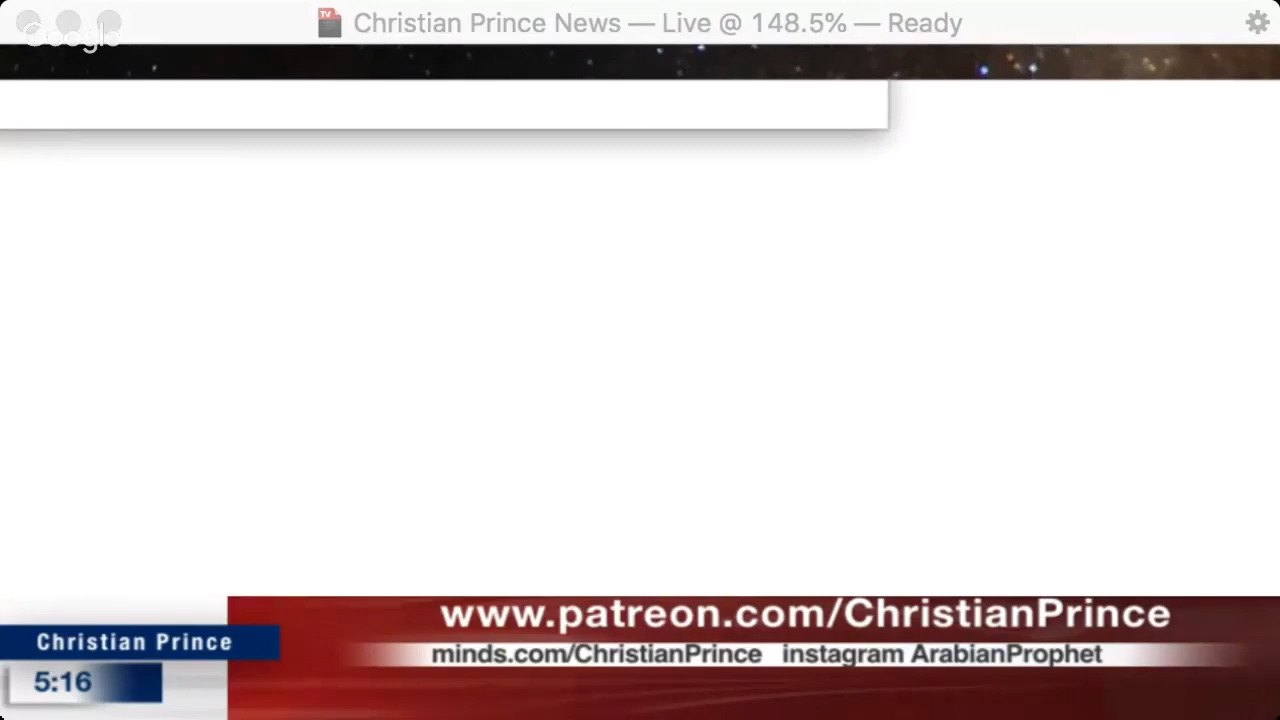 Christian Prince News — Live @ 148.5% — Ready
Google
www.patreon.com/ChristianPrince
minds.com/ChristianPrince instagram ArabianProphet
Christian Prince
5:16